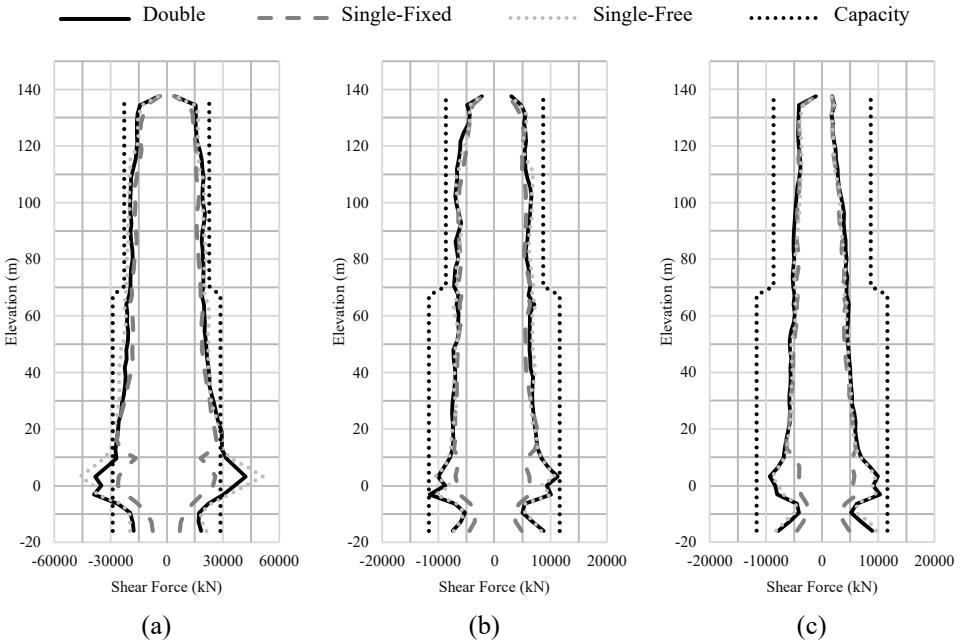 Double Single-Fixed Single-Free Capacity
140
120
100
80
60
40
20
0
-20
Elevation (m)
-60000 -30000 0 30000 60000
Shear Force (kN)
(a)
140
120
100
80
60
40
20
0
-20
Elevation (m)
-20000 -10000 0 10000 20000
Shear Force (kN)
(b)
140
120
100
80
60
40
20
0
-20
Elevation (m)
-20000 -10000 0 10000 20000
Shear Force (kN)
(c)